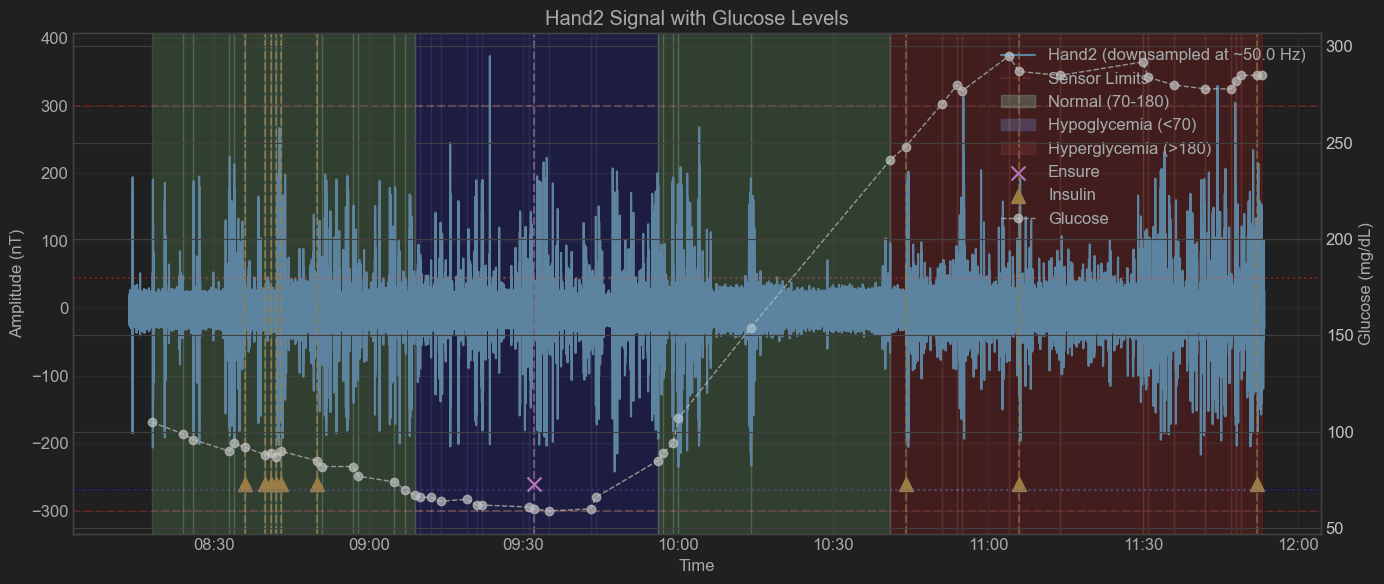 Hand2 Signal with Glucose Levels
400
300
200
100
0
−100
−200
−300
Amplitude (nT)
300
250
200
150
100
50
Glucose (mg/dL)
Hand2 (downsampled at ~50.0 Hz)
Sensor Limits
Normal (70-180)
Hypoglycemia (<70)
Hyperglycemia (>180)
Ensure
Insulin
Glucose
08:30 09:00 09:30 10:00 10:30 11:00 11:30 12:00
Time